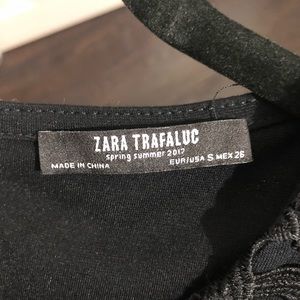 ZARA TRAFALUC
spring summer 2017
MADE IN CHINA EUR/USA S MEX 26